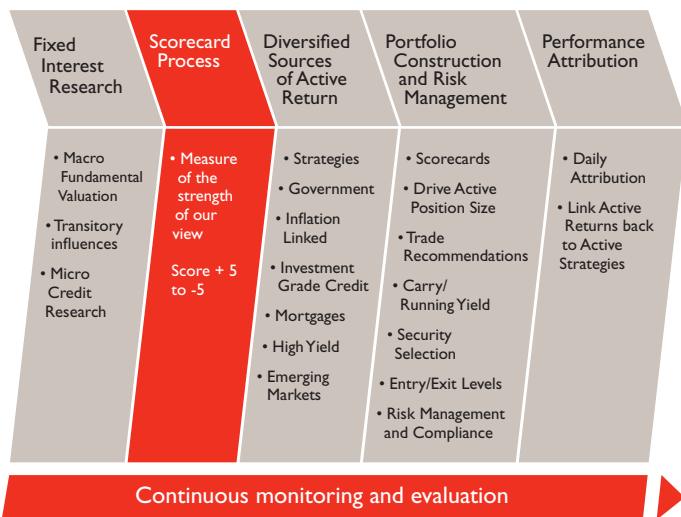 Fixed
Interest
Research
Scorecard
Process
Diversified
Sources
of Active
Return
Portfolio
Construction
and Risk
Management
Performance
Attribution
• Macro
Fundamental
Valuation
• Transitory
influences
• Micro
Credit
Research
• Measure
of the
strength
of our
view
Score + 5
to -5
• Strategies
• Government
• Inflation
Linked
• Investment
Grade Credit
• Mortgages
• High Yield
• Emerging
Markets
• Scorecards
• Drive Active
Position Size
• Trade
Recommendations
• Carry/
Running Yield
• Security
Selection
• Entry/Exit Levels
• Risk Management
and Compliance
• Daily
Attribution
• Link Active
Returns back
to Active
Strategies
Continuous monitoring and evaluation